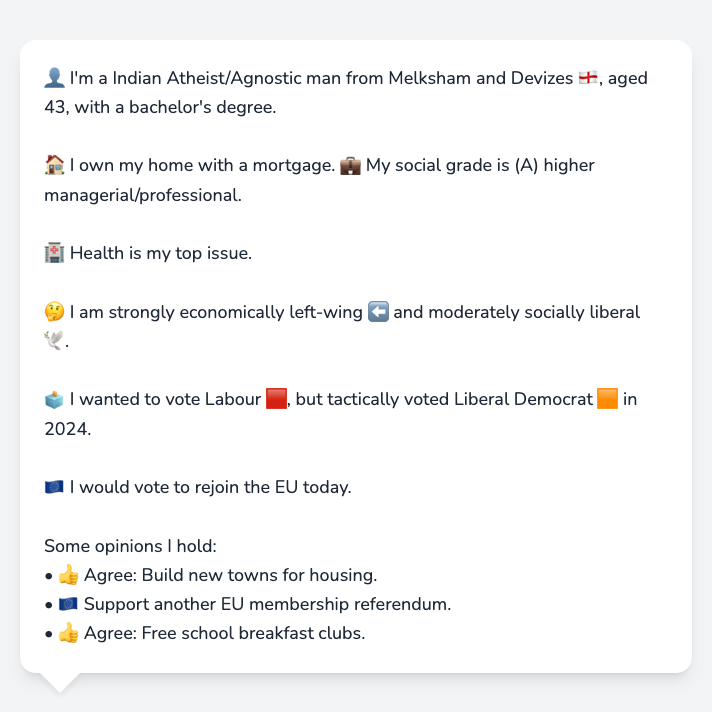 👤 I'm a Indian Atheist/Agnostic man from Melksham and Devizes 🏴󠁧󠁢󠁥󠁮󠁧󠁿, aged
43, with a bachelor's degree.
🏠 I own my home with a mortgage. 💼 My social grade is (A) higher
managerial/professional.
🏥 Health is my top issue.
🤔 I am strongly economically left-wing ⬅️ and moderately socially liberal
🕊️.
🗳️ I wanted to vote Labour 🟥, but tactically voted Liberal Democrat 🟧 in
2024.
🇪🇺 I would vote to rejoin the EU today.
Some opinions I hold:
• 👍 Agree: Build new towns for housing.
• 🇪🇺 Support another EU membership referendum.
• 👍 Agree: Free school breakfast clubs.